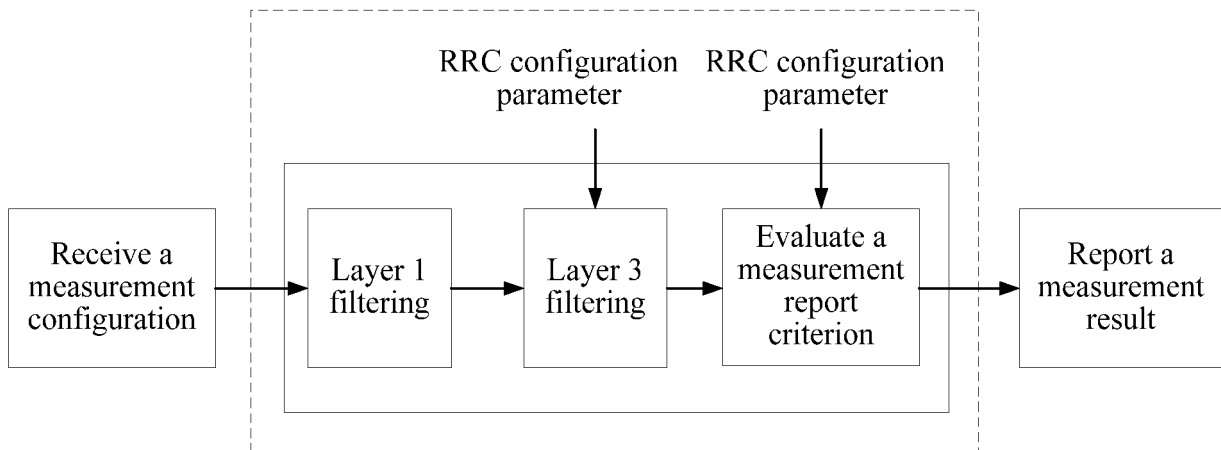 RRC configuration
parameter
RRC configuration
parameter
Receive a
measurement
configuration
Layer 1
filtering
Layer 3
filtering
Evaluate a
measurement
report
criterion
Report a
measurement
result